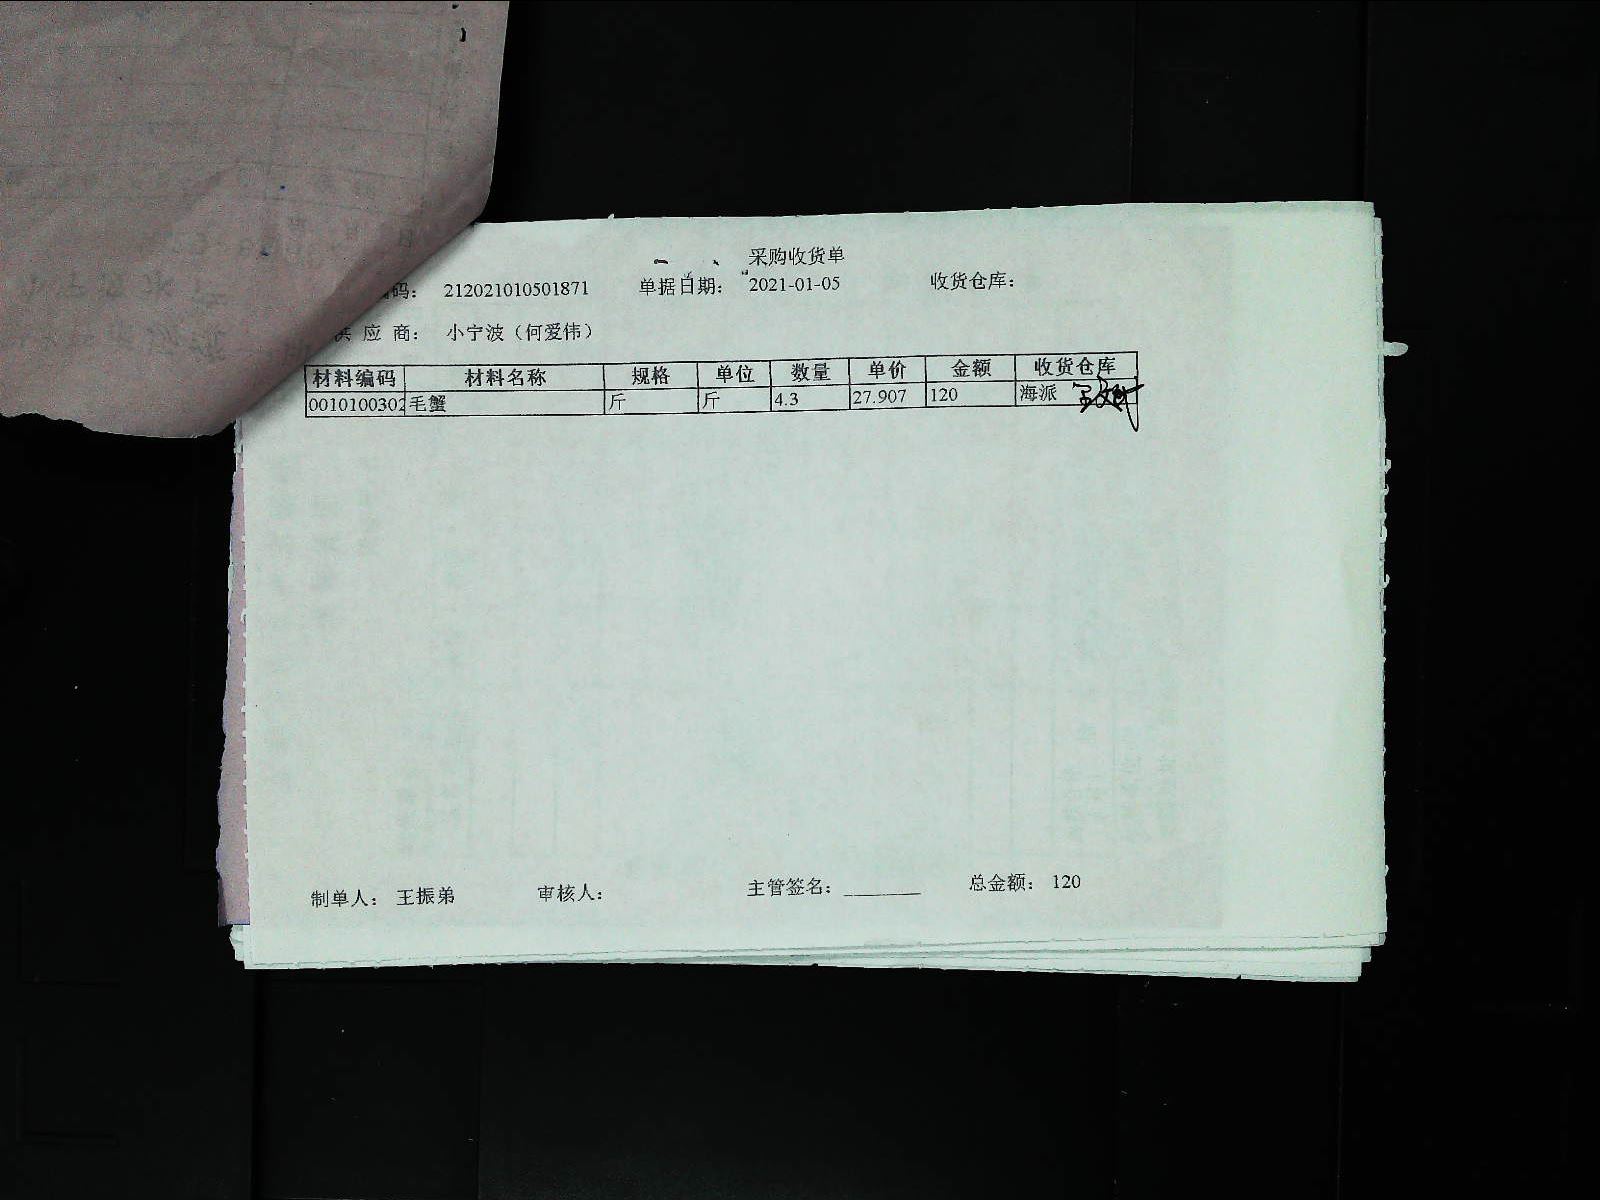 采购收货单
编码： 212021010501871 单据日期： 2021-01-05 收货仓库：
供 应 商： 小宁波（何爱伟）
材料编码 材料名称 规格 单位 数量 单价 金额 收货仓库
0010100302 毛蟹 斤 斤 4.3 27.907 120 海派
制单人： 王振弟 审核人： 主管签名：________ 总金额： 120